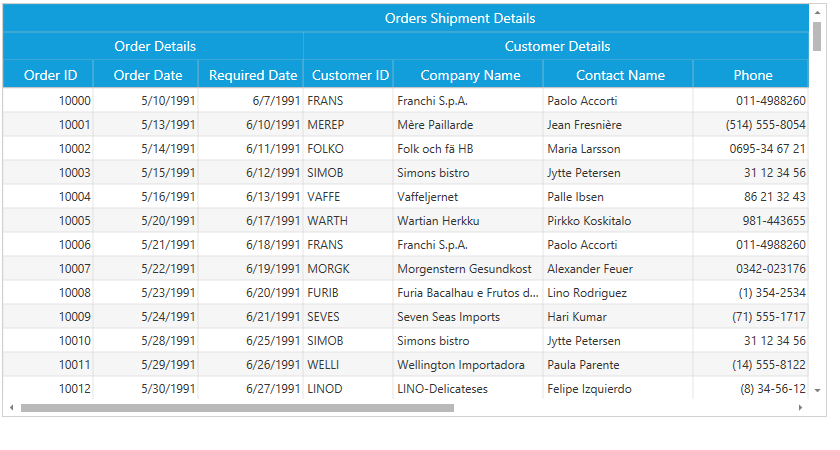 Orders Shipment Details
Order Details Customer Details
Order ID Order Date Required Date Customer ID Company Name Contact Name Phone
10000 5/10/1991 6/7/1991 FRANS Franchi S.p.A. Paolo Accorti 011-4988260
10001 5/13/1991 6/10/1991 MEREP Mère Paillarde Jean Fresnière (514) 555-8054
10002 5/14/1991 6/11/1991 FOLKO Folk och fä HB Maria Larsson 0695-34 67 21
10003 5/15/1991 6/12/1991 SIMOB Simons bistro Jytte Petersen 31 12 34 56
10004 5/16/1991 6/13/1991 VAFFE Vaffeljernet Palle Ibsen 86 21 32 43
10005 5/20/1991 6/17/1991 WARTH Wartian Herkku Pirkko Koskitalo 981-443655
10006 5/21/1991 6/18/1991 FRANS Franchi S.p.A. Paolo Accorti 011-4988260
10007 5/22/1991 6/19/1991 MORGK Morgenstern Gesundkost Alexander Feuer 0342-023176
10008 5/23/1991 6/20/1991 FURIB Furia Bacalhau e Frutos d... Lino Rodriguez (1) 354-2534
10009 5/24/1991 6/21/1991 SEVES Seven Seas Imports Hari Kumar (71) 555-1717
10010 5/28/1991 6/25/1991 SIMOB Simons bistro Jytte Petersen 31 12 34 56
10011 5/29/1991 6/26/1991 WELLI Wellington Importadora Paula Parente (14) 555-8122
10012 5/30/1991 6/27/1991 LINOD LINO-Delicateses Felipe Izquierdo (8) 34-56-12